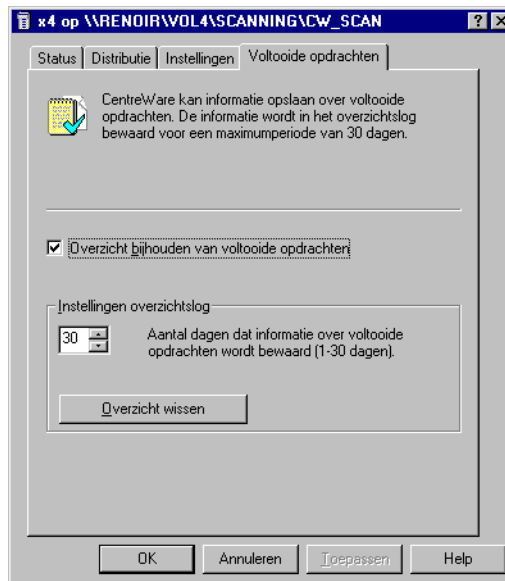 x4 op \\RENOIR\VOL4\SCANNING\CW_SCAN
Status Distributie Instellingen Voltooide opdrachten
CentreWare kan informatie opslaan over voltooide
opdrachten. De informatie wordt in het overzichtslog
bewaard voor een maximumperiode van 30 dagen.
Overzicht bijhouden van voltooide opdrachten
Instellingen overzichtslog
30 Aantal dagen dat informatie over voltooide
opdrachten wordt bewaard (1-30 dagen).
Overzicht wissen
OK Annuleren Toepassen Help